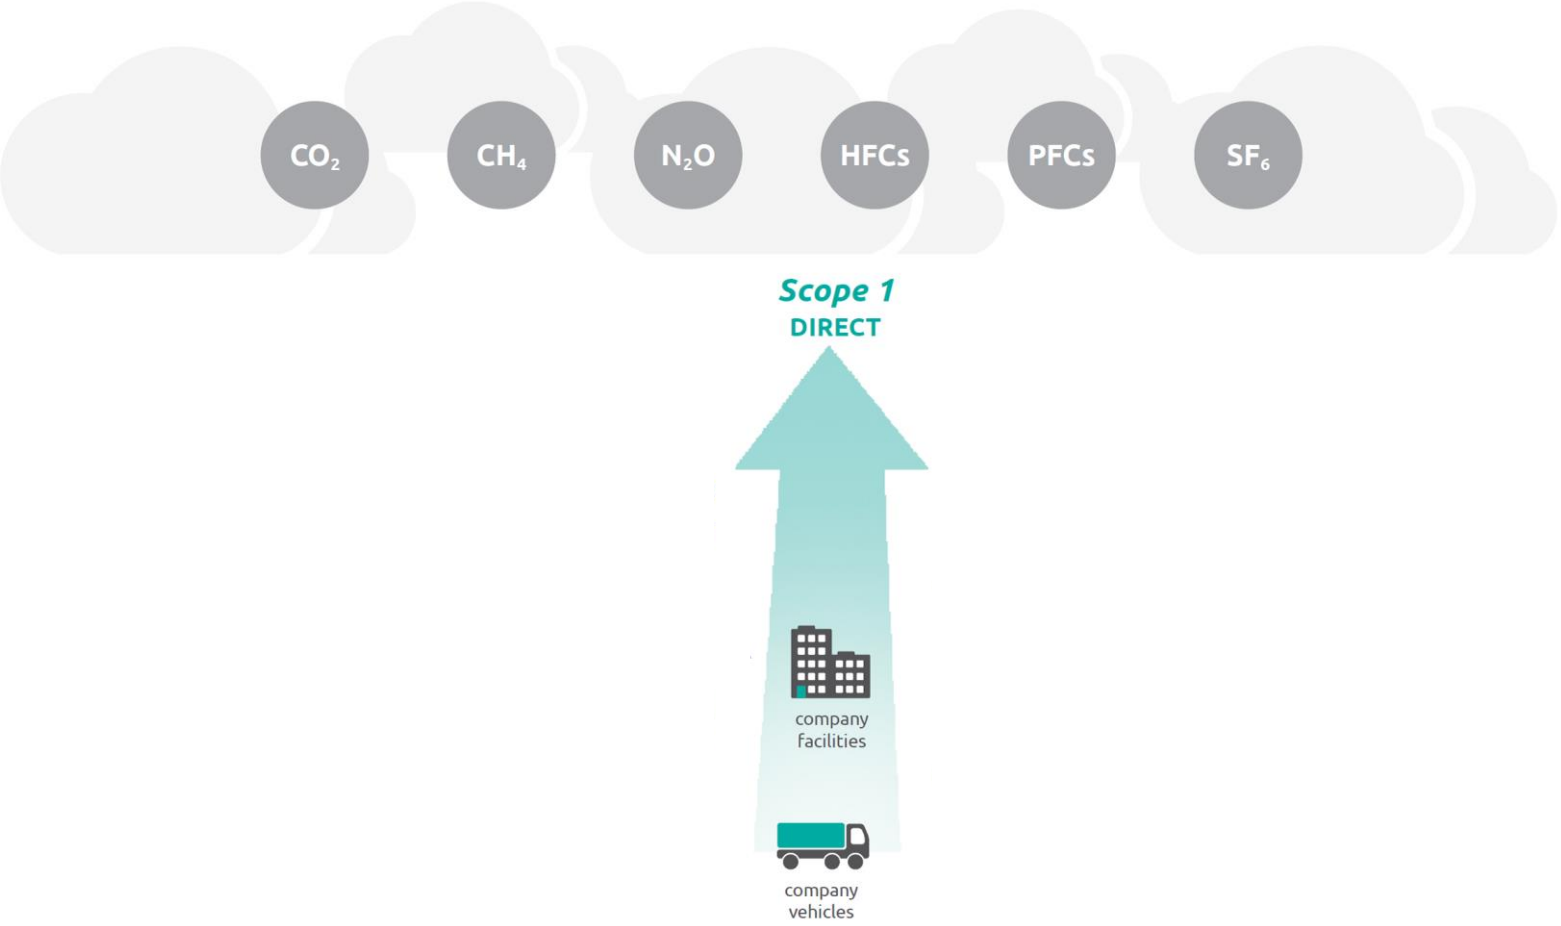 CO₂ CH₄ N₂O HFCs PFCs SF₆
Scope 1
DIRECT
company
facilities
company
vehicles